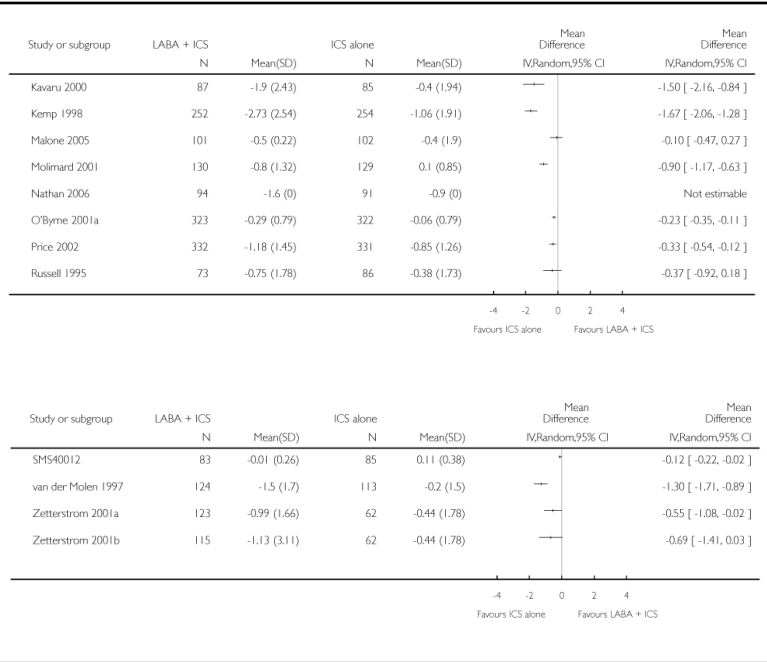 Mean Mean
Study or subgroup LABA + ICS ICS alone Difference Difference
N Mean(SD) N Mean(SD) IV,Random,95% CI IV,Random,95% CI
Kavaru 2000 87 -1.9 (2.43) 85 -0.4 (1.94) -1.50 [ -2.16, -0.84 ]
Kemp 1998 252 -2.73 (2.54) 254 -1.06 (1.91) -1.67 [ -2.06, -1.28 ]
Malone 2005 101 -0.5 (0.22) 102 -0.4 (1.9) -0.10 [ -0.47, 0.27 ]
Molimard 2001 130 -0.8 (1.32) 129 0.1 (0.85) -0.90 [ -1.17, -0.63 ]
Nathan 2006 94 -1.6 (0) 91 -0.9 (0) Not estimable
O'Byrne 2001a 323 -0.29 (0.79) 322 -0.06 (0.79) -0.23 [ -0.35, -0.11 ]
Price 2002 332 -1.18 (1.45) 331 -0.85 (1.26) -0.33 [ -0.54, -0.12 ]
Russell 1995 73 -0.75 (1.78) 86 -0.38 (1.73) -0.37 [ -0.92, 0.18 ]
-4 -2 0 2 4
Favours ICS alone Favours LABA + ICS
Mean Mean
Study or subgroup LABA + ICS ICS alone Difference Difference
N Mean(SD) N Mean(SD) IV,Random,95% CI IV,Random,95% CI
SMS40012 83 -0.01 (0.26) 85 0.11 (0.38) -0.12 [ -0.22, -0.02 ]
van der Molen 1997 124 -1.5 (1.7) 113 -0.2 (1.5) -1.30 [ -1.71, -0.89 ]
Zetterstrom 2001a 123 -0.99 (1.66) 62 -0.44 (1.78) -0.55 [ -1.08, -0.02 ]
Zetterstrom 2001b 115 -1.13 (3.11) 62 -0.44 (1.78) -0.69 [ -1.41, 0.03 ]
-4 -2 0 2 4
Favours ICS alone Favours LABA + ICS